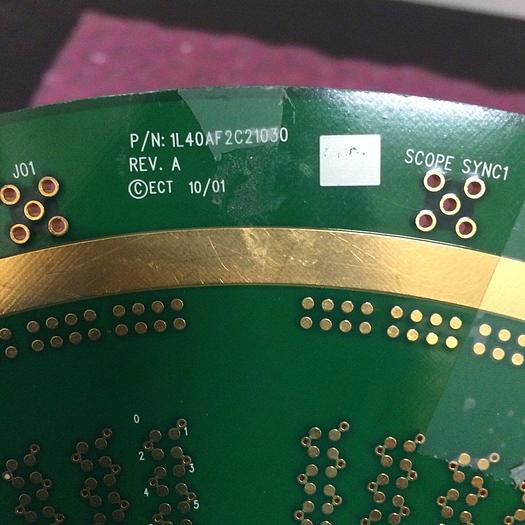 P/N: 1L40AF2C21030
REV. A
©ECT 10/01
J01
SCOPE SYNC1
0
1
2
3
4
5